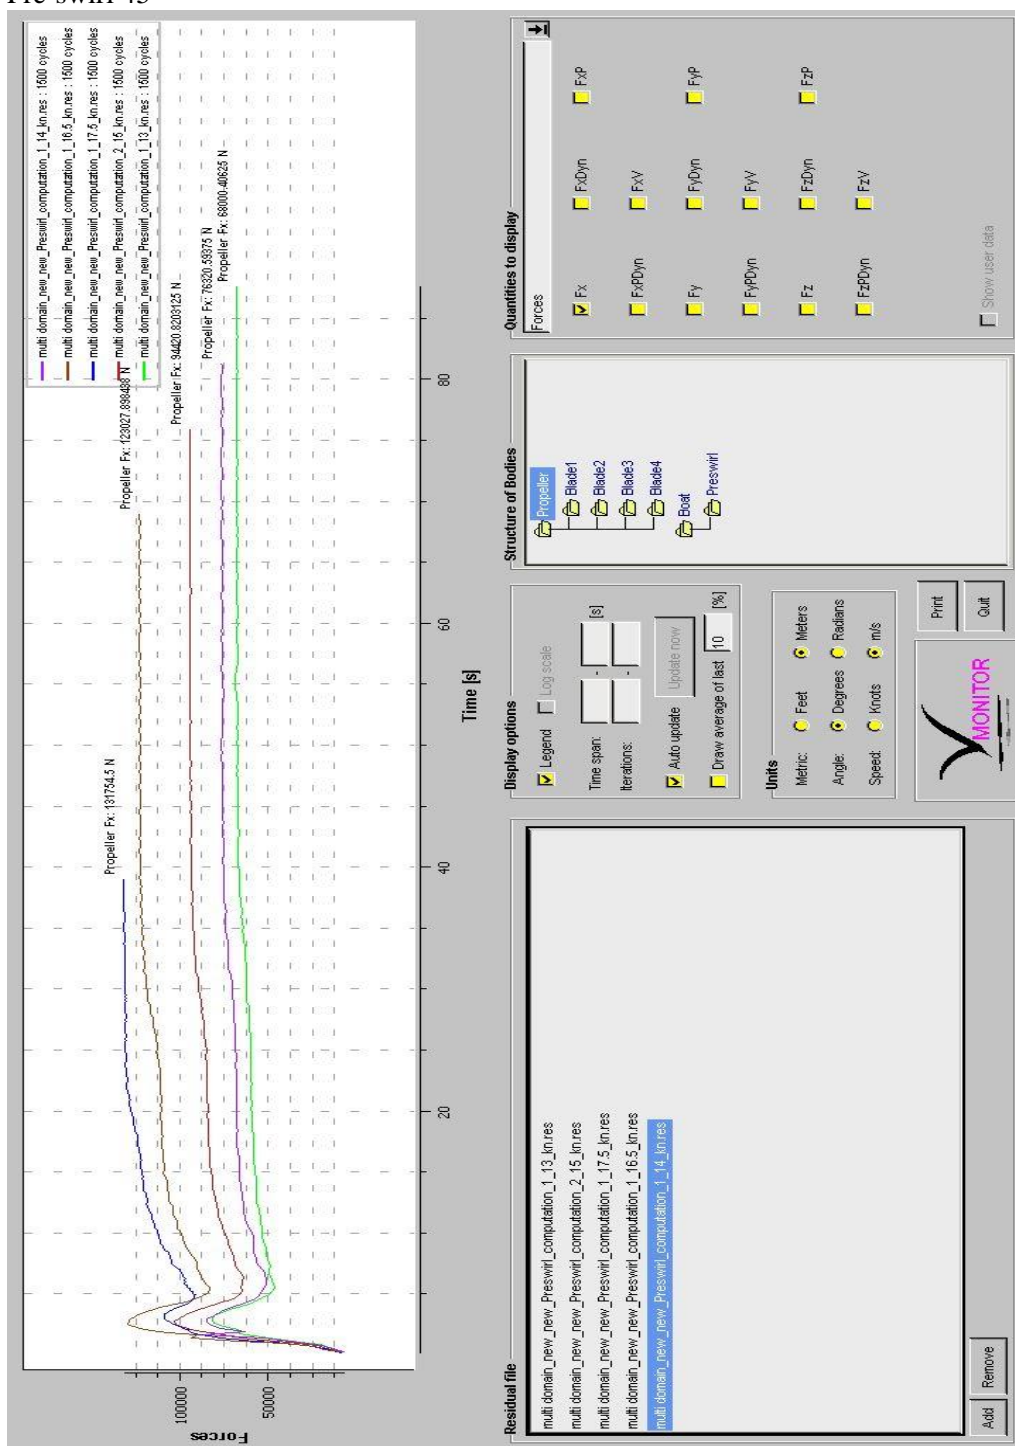 Pre-swirl 45
multi domain_new_new_Preswirl_computation_1_14_kn.res : 1500 cycles
multi domain_new_new_Preswirl_computation_1_16.5_kn.res : 1500 cycles
multi domain_new_new_Preswirl_computation_1_17.5_kn.res : 1500 cycles
multi domain_new_new_Preswirl_computation_2_15_kn.res : 1500 cycles
multi domain_new_new_Preswirl_computation_1_13_kn.res : 1500 cycles
Propeller Fx: 131754.5 N
Propeller Fx: 123027.898438 N
Propeller Fx: 94420.8203125 N
Propeller Fx: 76320.59375 N
Propeller Fx: 68000.40625 N
Forces
100000
50000
20
40
60
80
Time [s]
Residual file
multi domain_new_new_Preswirl_computation_1_13_kn.res
multi domain_new_new_Preswirl_computation_2_15_kn.res
multi domain_new_new_Preswirl_computation_1_17.5_kn.res
multi domain_new_new_Preswirl_computation_1_16.5_kn.res
multi domain_new_new_Preswirl_computation_1_14_kn.res
Add Remove
Display options
Legend Log scale
Time span: - [s]
Iterations: -
Auto update Update now
Draw average of last 10 [%]
Units
Metric: Feet Meters
Angle: Degrees Radians
Speed: Knots m/s
MONITOR
Print
Quit
Structure of Bodies
Propeller
Blade1
Blade2
Blade3
Blade4
Boat
Preswirl
Quantities to display
Forces
Fx FxDyn FxP
FxPDyn FxV
Fy FyDyn FyP
FyPDyn FyV
Fz FzDyn FzP
FzPDyn FzV
Show user data